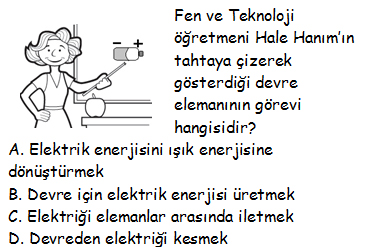 Fen ve Teknoloji
öğretmeni Hale Hanım'ın
tahtaya çizerek
gösterdiği devre
elemanının görevi
hangisidir?
- +
A. Elektrik enerjisini ışık enerjisine
dönüştürmek
B. Devre için elektrik enerjisi üretmek
C. Elektriği elemanlar arasında iletmek
D. Devreden elektriği kesmek